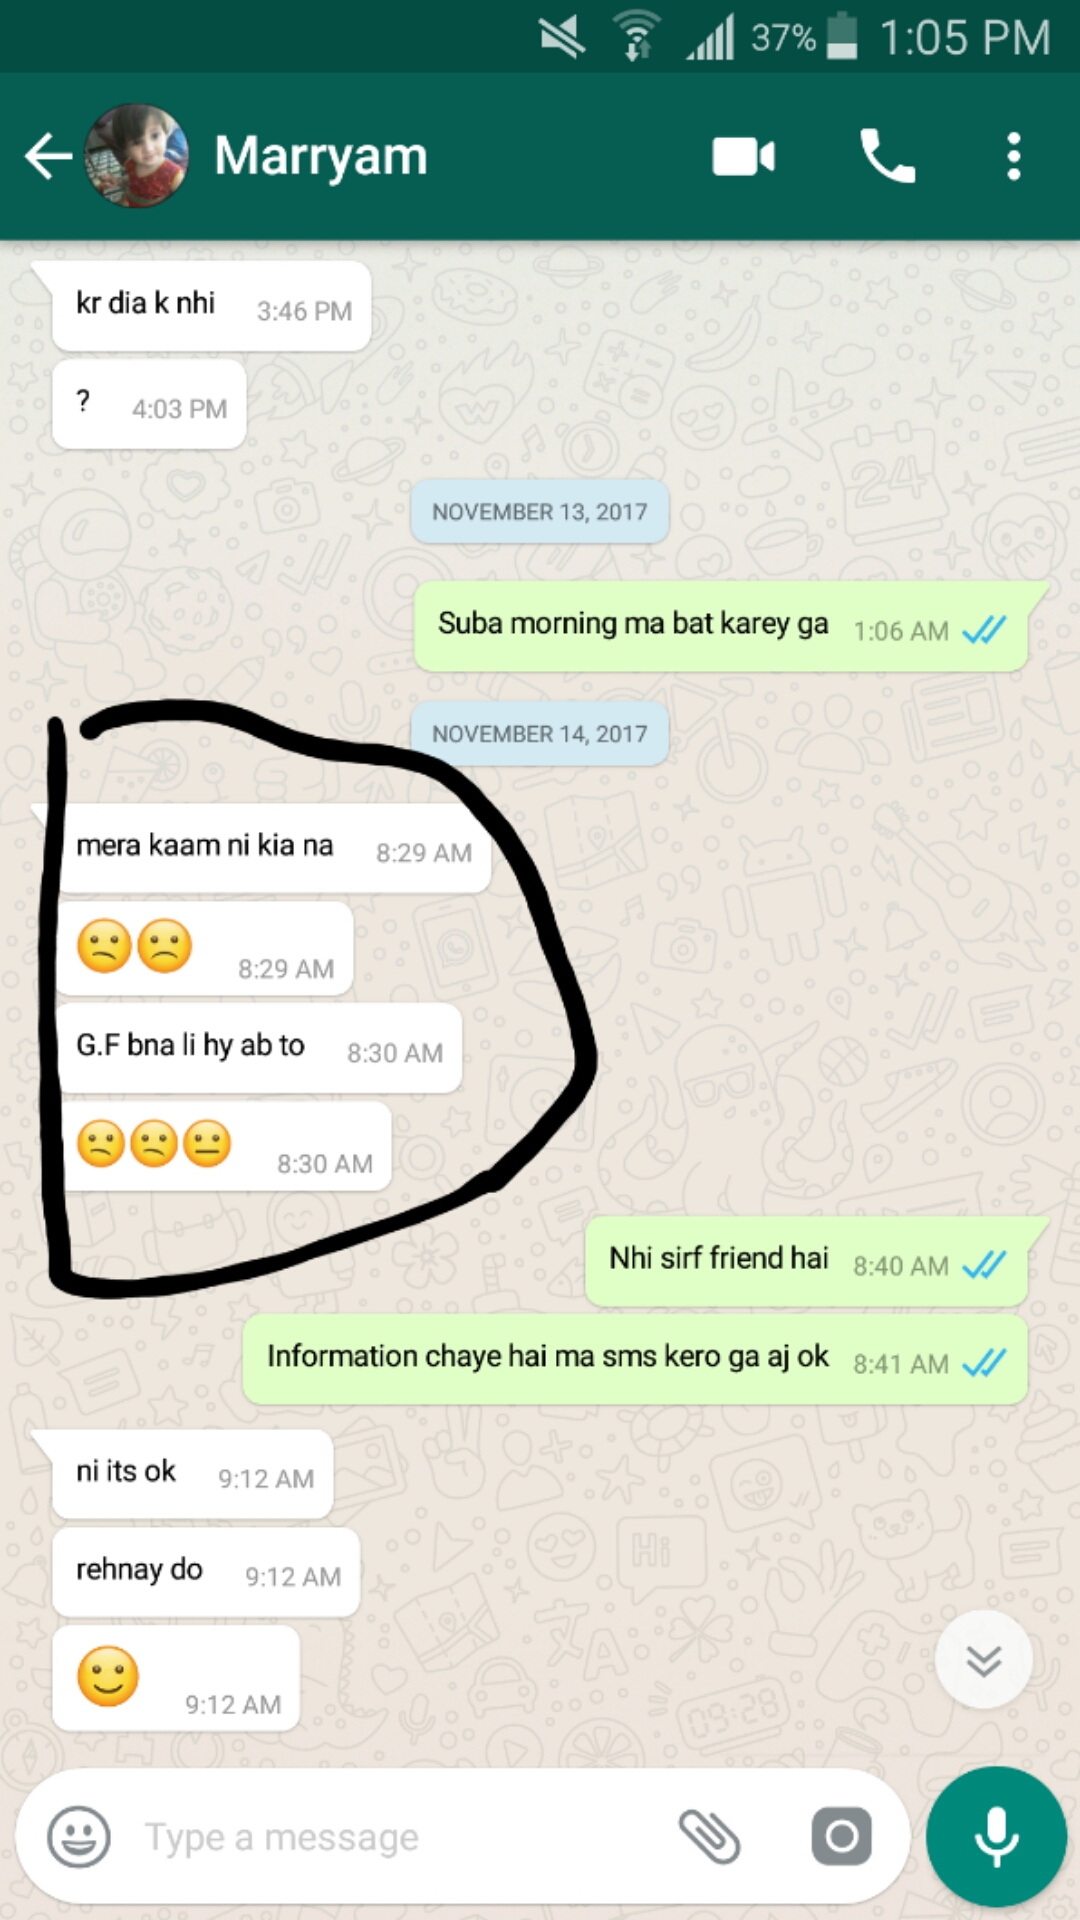 37% 1:05 PM
Marryam
kr dia k nhi 3:46 PM
? 4:03 PM
NOVEMBER 13, 2017
Suba morning ma bat karey ga 1:06 AM
NOVEMBER 14, 2017
mera kaam ni kia na 8:29 AM
😕😕 8:29 AM
G.F bna li hy ab to 8:30 AM
😕😕😐 8:30 AM
Nhi sirf friend hai 8:40 AM
Information chaye hai ma sms kero ga aj ok 8:41 AM
ni its ok 9:12 AM
rehnay do 9:12 AM
🙂 9:12 AM
Type a message